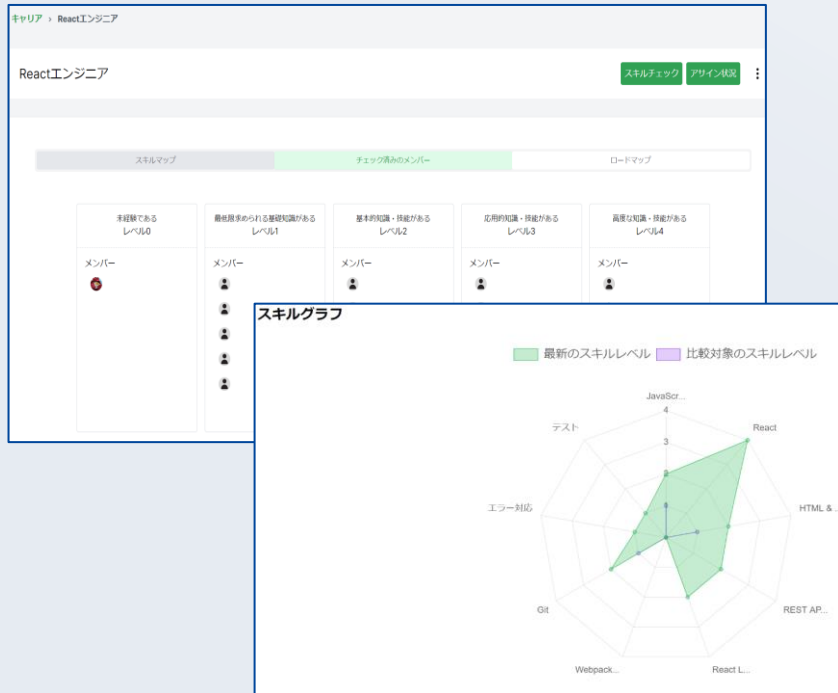 キャリア › Reactエンジニア
Reactエンジニア
スキルチェック アサイン状況
スキルマップ チェック済みのメンバー ロードマップ
未経験である
レベル0
最低限求められる基礎知識がある
レベル1
基本的知識・技能がある
レベル2
応用的知識・技能がある
レベル3
高度な知識・技能がある
レベル4
メンバー メンバー メンバー メンバー メンバー
スキルグラフ
最新のスキルレベル 比較対象のスキルレベル
JavaScr...
4
テスト
React
3
エラー対応
HTML & ...
Git
REST AP...
Webpack...
React L...